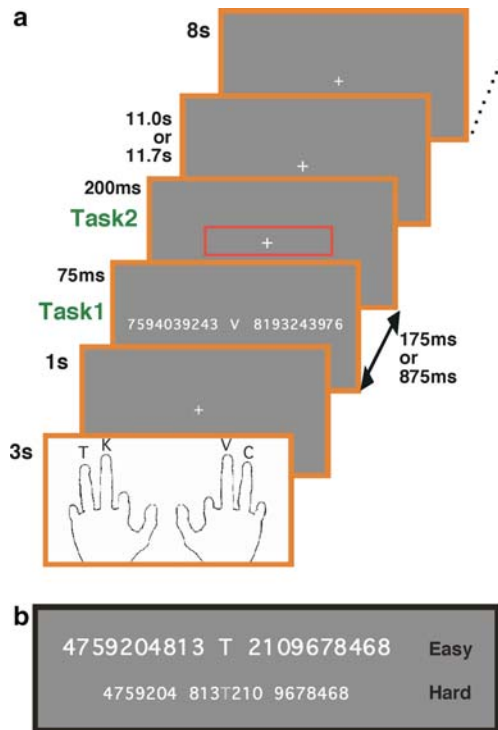 a
8s
11.0s
or
11.7s
200ms
Task2
75ms
Task1
7594039243 V 8193243976
175ms
or
875ms
1s
3s
T K V C
b
4759204813 T 2109678468 Easy
4759204 813T210 9678468 Hard